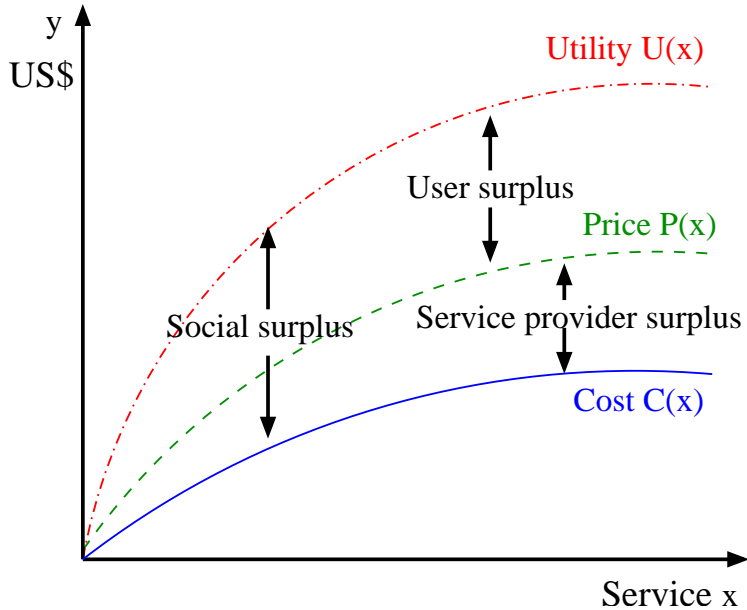 y
US$
Utility U(x)
User surplus
Price P(x)
Social surplus
Service provider surplus
Cost C(x)
Service x